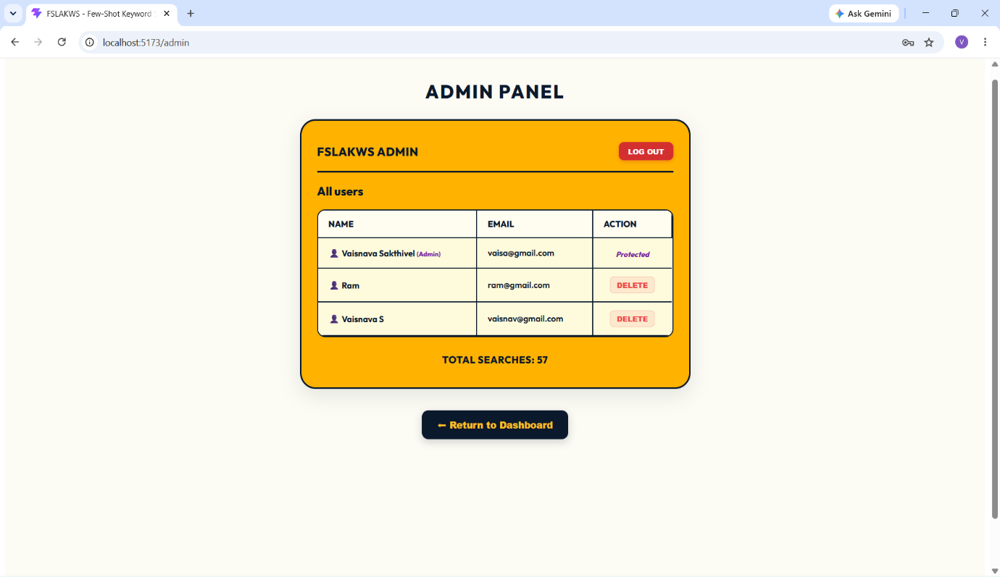 FSLAKWS - Few-Shot Keyword
Ask Gemini
localhost:5173/admin
V
ADMIN PANEL
FSLAKWS ADMIN
LOG OUT
All users
NAME EMAIL ACTION
Vaisnava Sakthivel (Admin) vaisa@gmail.com Protected
Ram ram@gmail.com DELETE
Vaisnava S vaisnav@gmail.com DELETE
TOTAL SEARCHES: 57
← Return to Dashboard